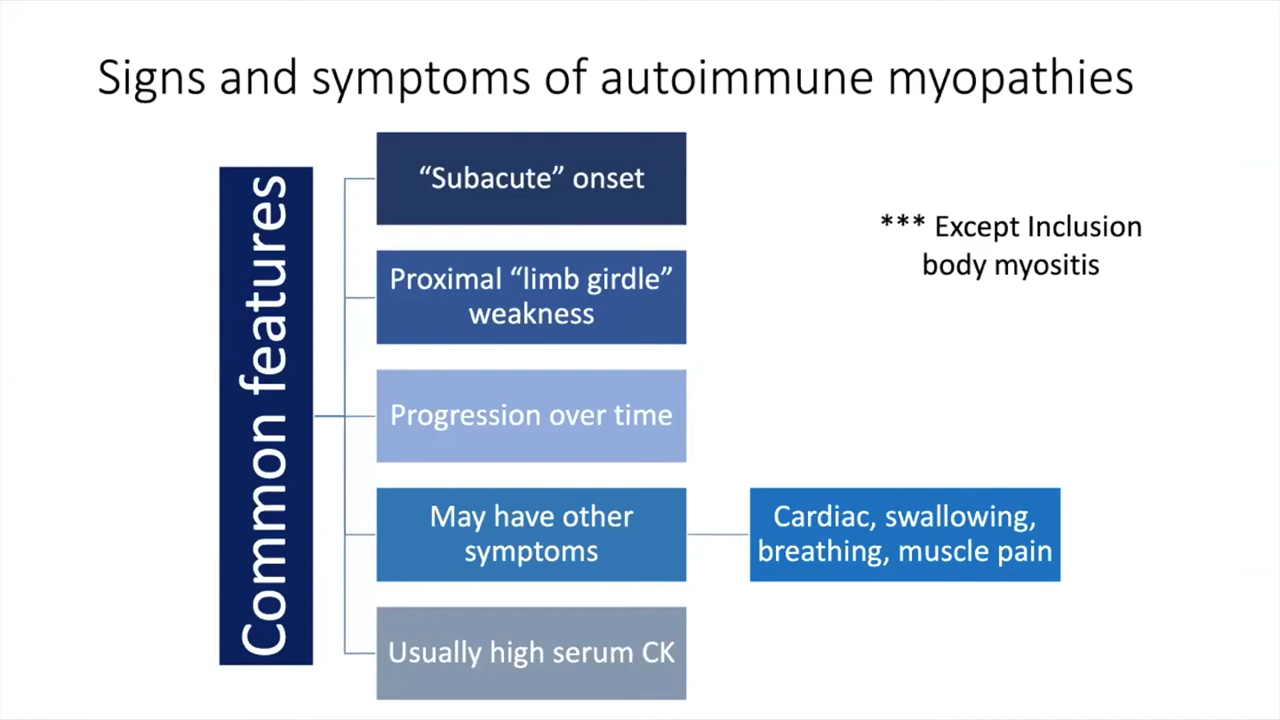 Signs and symptoms of autoimmune myopathies
Common features
“Subacute” onset
Proximal “limb girdle”
weakness
Progression over time
May have other
symptoms
Cardiac, swallowing,
breathing, muscle pain
Usually high serum CK
*** Except Inclusion
body myositis